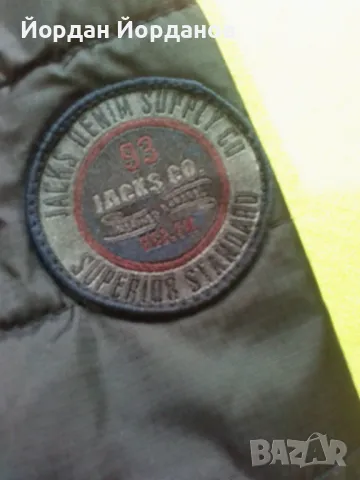 Йордан Йорданов
JACKS DENIM SUPPLY CO
93
JACKS CO.
SUPERIOR STANDARD
BAZAR